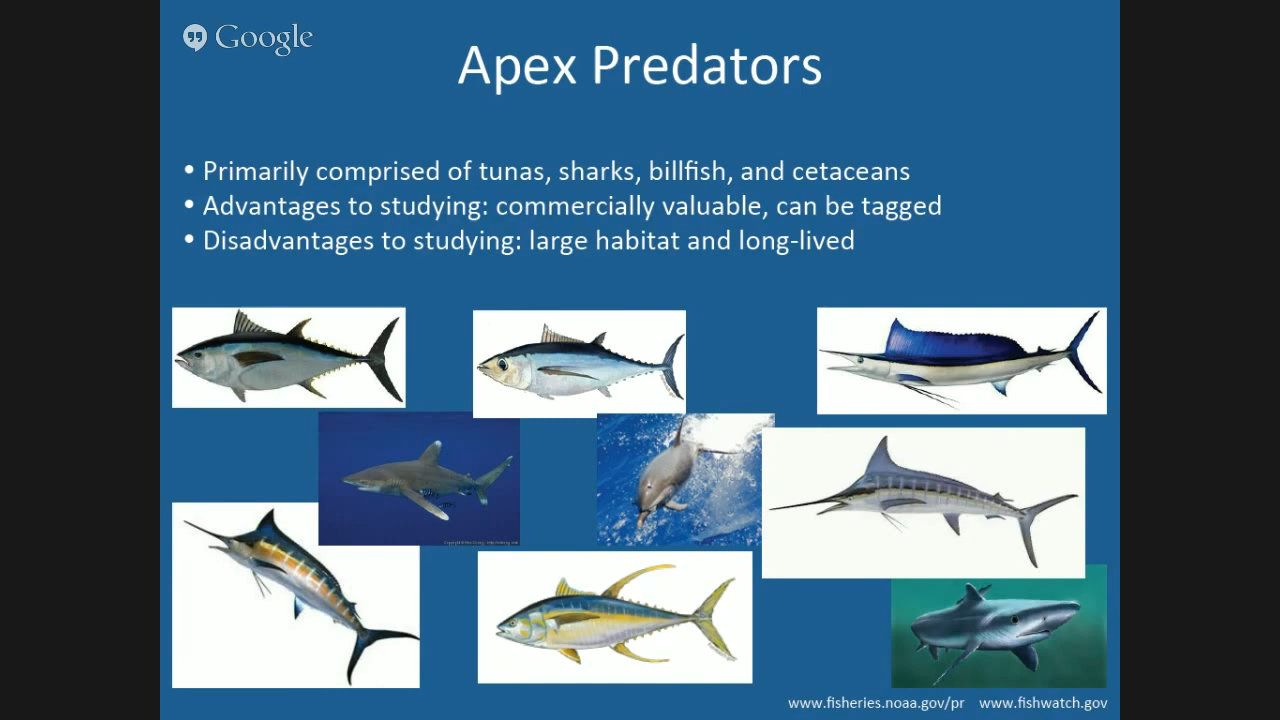 Google
Apex Predators
• Primarily comprised of tunas, sharks, billfish, and cetaceans
• Advantages to studying: commercially valuable, can be tagged
• Disadvantages to studying: large habitat and long-lived
www.fisheries.noaa.gov/pr www.fishwatch.gov